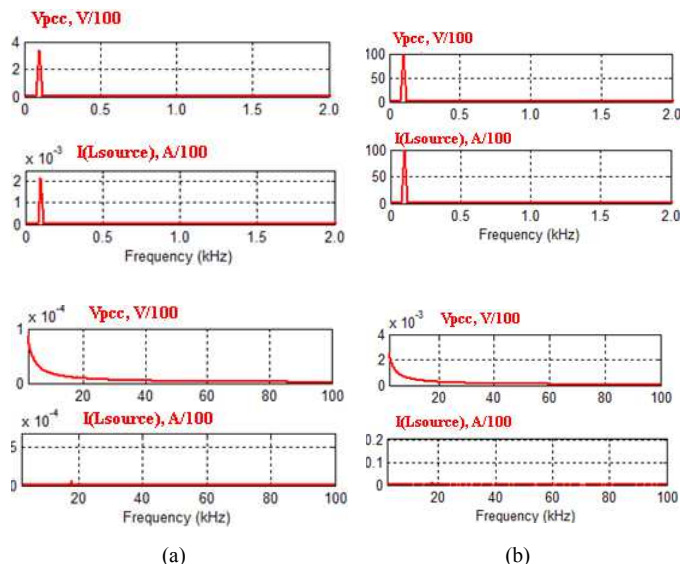 Vpcc, V/100
4
2
0
0 0.5 1.0 1.5 2.0
x 10⁻³ I(Lsource), A/100
2
1
0
0 0.5 1.0 1.5 2.0
Frequency (kHz)
x 10⁻⁴ Vpcc, V/100
1
0
20 40 60 80 100
x 10⁻⁴ I(Lsource), A/100
5
0
20 40 60 80 100
Frequency (kHz)
(a)
Vpcc, V/100
100
50
0
0 0.5 1.0 1.5 2.0
I(Lsource), A/100
100
50
0
0 0.5 1.0 1.5 2.0
Frequency (kHz)
x 10⁻³ Vpcc, V/100
4
2
0
20 40 60 80 100
I(Lsource), A/100
0.2
0.1
0
20 40 60 80 100
Frequency (kHz)
(b)